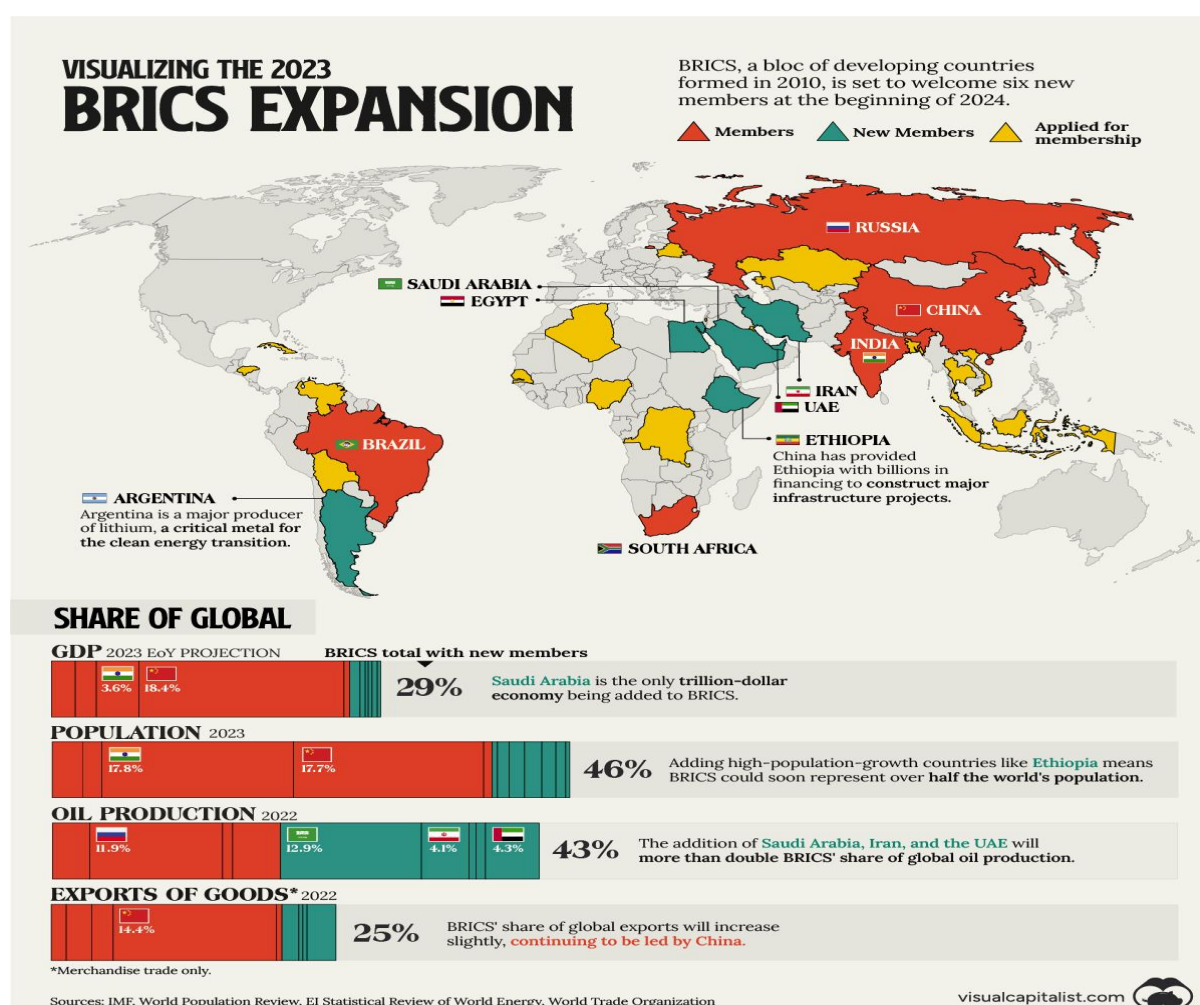 VISUALIZING THE 2023
BRICS EXPANSION
BRICS, a bloc of developing countries
formed in 2010, is set to welcome six new
members at the beginning of 2024.
Members
New Members
Applied for
membership
RUSSIA
SAUDI ARABIA
EGYPT
CHINA
INDIA
IRAN
UAE
BRAZIL
ETHIOPIA
China has provided
Ethiopia with billions in
financing to construct major
infrastructure projects.
ARGENTINA
Argentina is a major producer
of lithium, a critical metal for
the clean energy transition.
SOUTH AFRICA
SHARE OF GLOBAL
GDP 2023 EoY PROJECTION
BRICS total with new members
3.6% 18.4%
29%
Saudi Arabia is the only trillion-dollar
economy being added to BRICS.
POPULATION 2023
17.8% 17.7%
46%
Adding high-population-growth countries like Ethiopia means
BRICS could soon represent over half the world's population.
OIL PRODUCTION 2022
11.9% 12.9% 4.1% 4.3%
43%
The addition of Saudi Arabia, Iran, and the UAE will
more than double BRICS' share of global oil production.
EXPORTS OF GOODS* 2022
14.4%
25%
BRICS' share of global exports will increase
slightly, continuing to be led by China.
*Merchandise trade only.
Sources: IMF, World Population Review, EI Statistical Review of World Energy, World Trade Organization
visualcapitalist.com